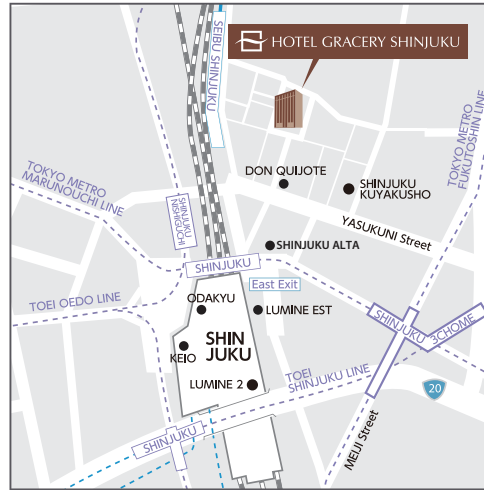 HOTEL GRACERY SHINJUKU
SEIBU SHINJUKU
TOKYO METRO
FUKUTOSHIN LINE
TOKYO METRO
MARUNOUCHI LINE
DON QUIJOTE
SHINJUKU
KUYAKUSHO
SHINJUKU
NISHIGUCHI
YASUKUNI Street
SHINJUKU ALTA
SHINJUKU
East Exit
TOEI OEDO LINE
ODAKYU
LUMINE EST
SHINJUKU
3CHOME
SHIN
JUKU
KEIO
TOEI
SHINJUKU LINE
LUMINE 2
20
SHINJUKU
MEIJI Street